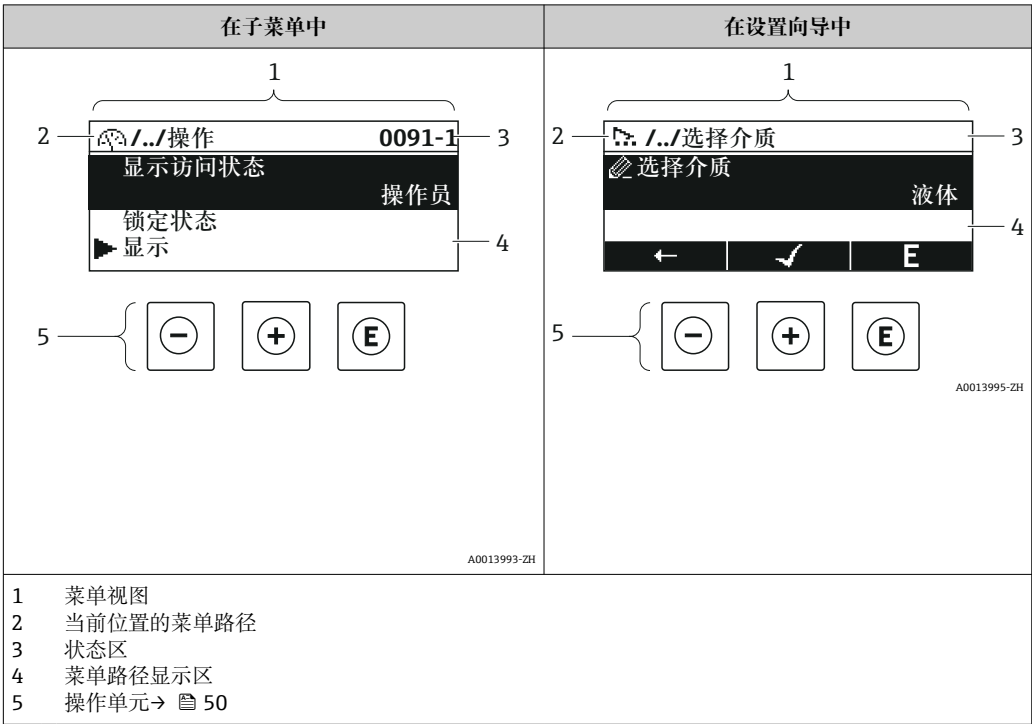 在子菜单中
1
2
/../操作 0091-1
3
显示访问状态
操作员
锁定状态
显示
4
5
− + E
A0013993-ZH
在设置向导中
1
2
/../选择介质
3
选择介质
液体
4
← ✓ E
5
− + E
A0013995-ZH
1 菜单视图
2 当前位置的菜单路径
3 状态区
4 菜单路径显示区
5 操作单元→ 50